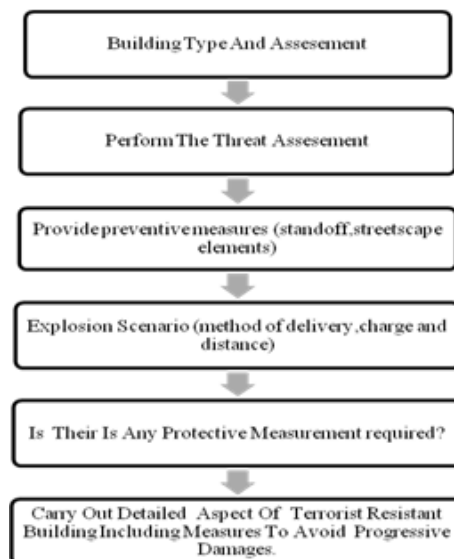 Building Type And Assesement
Perform The Threat Assesement
Provide preventive measures (standoff,streetscape
elements)
Explosion Scenario (method of delivery,charge and
distance)
Is Their Is Any Protective Measurement required?
Carry Out Detailed Aspect Of Terrorist Resistant
Building Including Measures To Avoid Progressive
Damages.